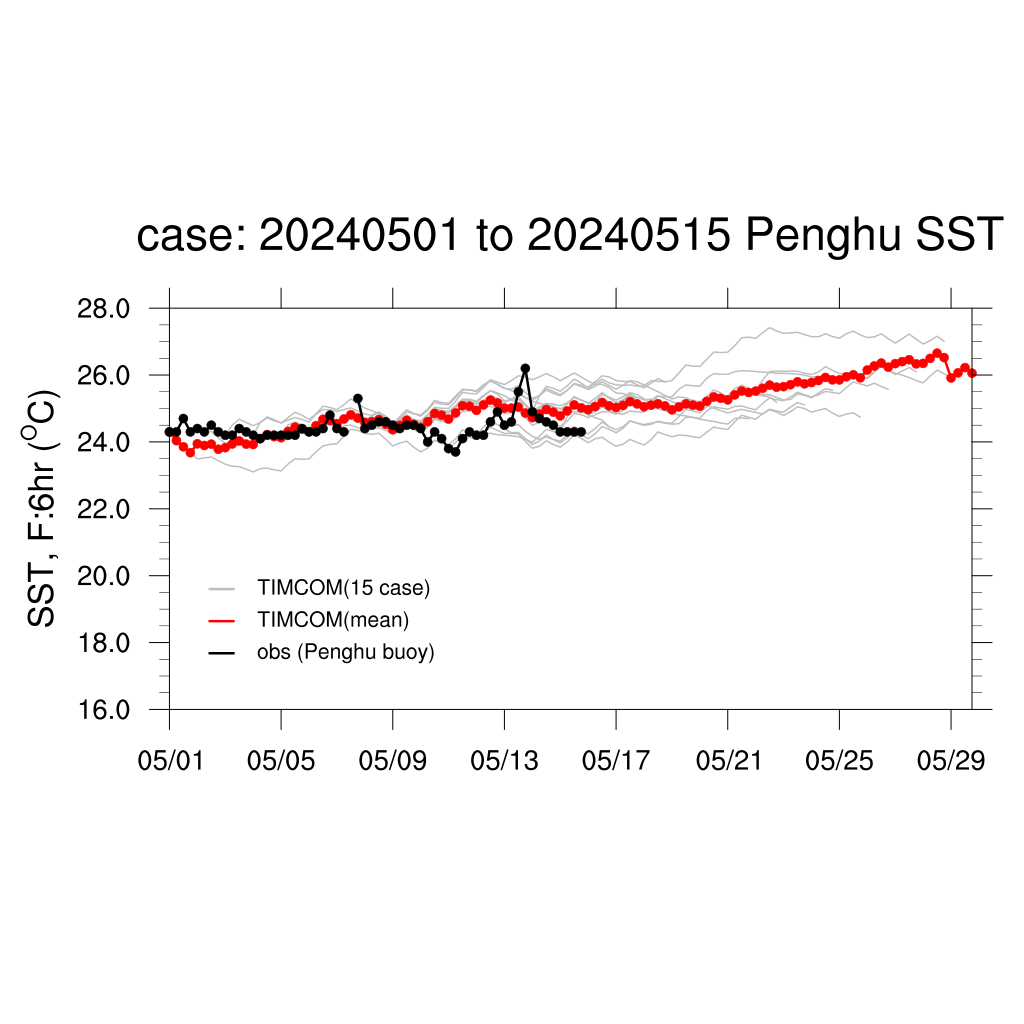 case: 20240501 to 20240515 Penghu SST
SST, F:6hr (°C)
28.0
26.0
24.0
22.0
20.0
18.0
16.0
TIMCOM(15 case)
TIMCOM(mean)
obs (Penghu buoy)
05/01 05/05 05/09 05/13 05/17 05/21 05/25 05/29